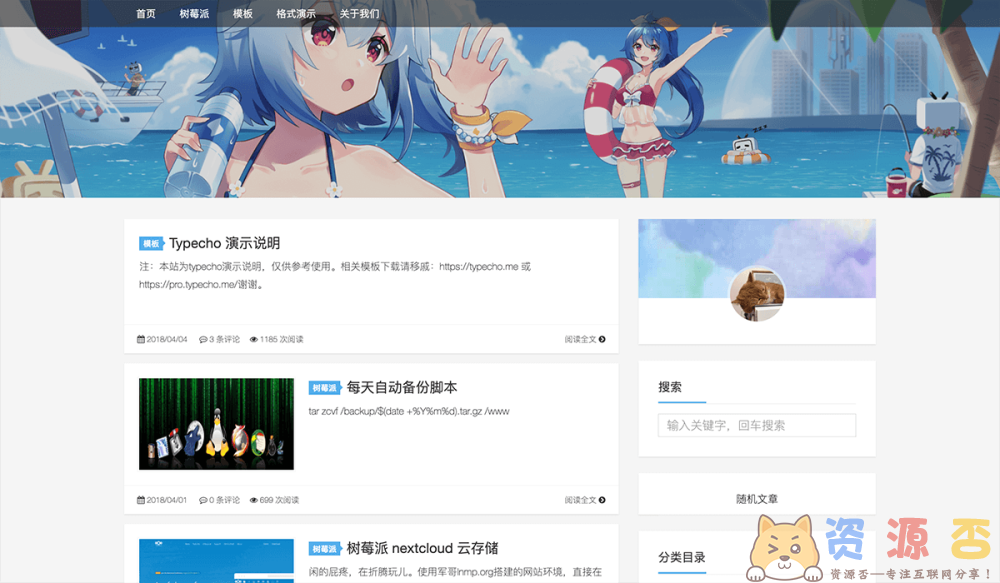 首页 树莓派 模板 格式演示 关于我们
模板 Typecho 演示说明
注：本站为typecho演示说明，仅供参考使用。相关模板下载请移威：https://typecho.me 或
https://pro.typecho.me/谢谢。
2018/04/04 3 条评论 1185 次阅读 阅读全文
树莓派 每天自动备份脚本
tar zcvf /backup/$(date +%Y%m%d).tar.gz /www
2018/04/01 0 条评论 699 次阅读 阅读全文
树莓派 树莓派 nextcloud 云存储
闲的屁疼，在折腾玩儿。使用军哥lnmp.org搭建的网站环境，直接在
搜索
输入关键字，回车搜索
随机文章
分类目录
资源否
资源否—专注互联网分享！